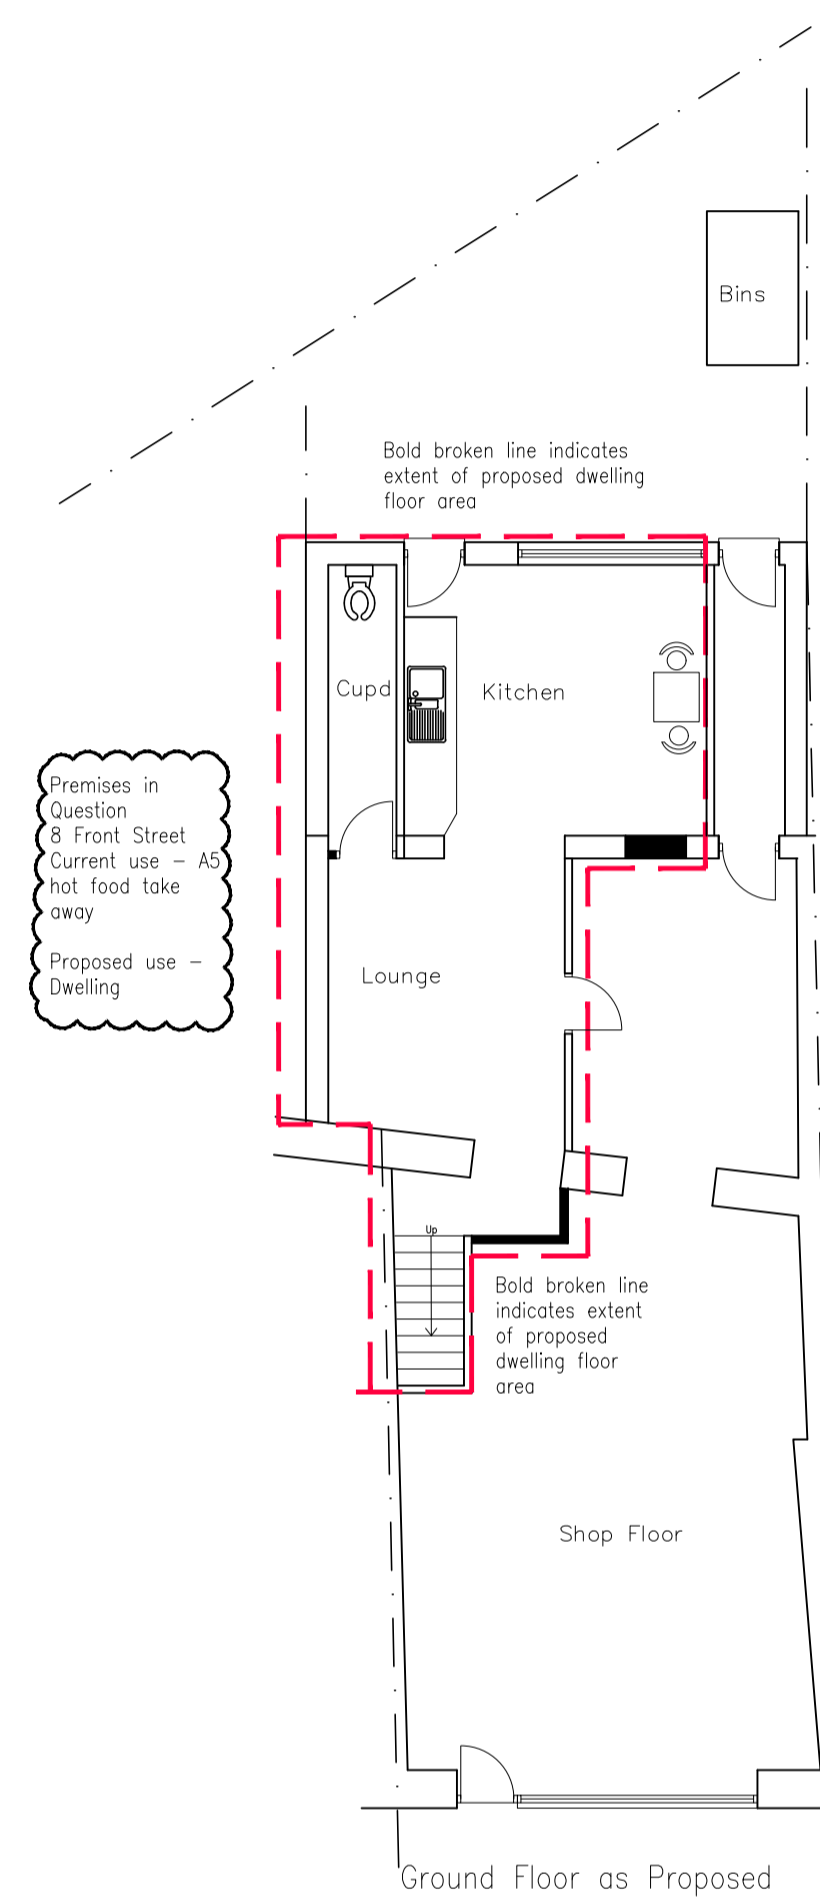 Bins
Bold broken line indicates
extent of proposed dwelling
floor area
Cupd
Kitchen
Premises in
Question
8 Front Street
Current use – A5
hot food take
away
Proposed use –
Dwelling
Lounge
Up
Bold broken line
indicates extent
of proposed
dwelling floor
area
Shop Floor
Ground Floor as Proposed